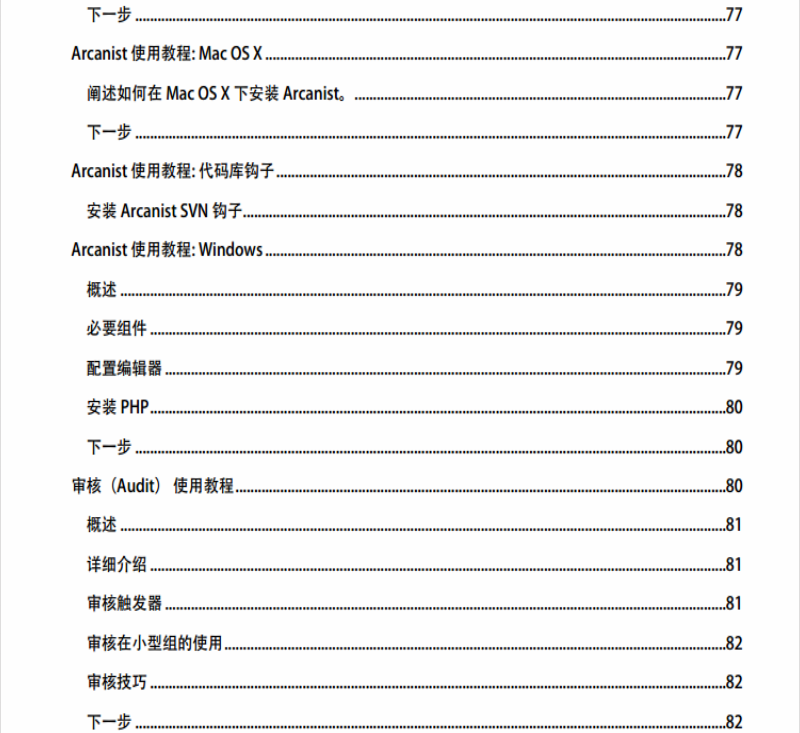 下一步 ........ 77
Arcanist 使用教程: Mac OS X ........ 77
阐述如何在 Mac OS X 下安装 Arcanist。 ........ 77
下一步 ........ 77
Arcanist 使用教程: 代码库钩子 ........ 78
安装 Arcanist SVN 钩子 ........ 78
Arcanist 使用教程: Windows ........ 78
概述 ........ 79
必要组件 ........ 79
配置编辑器 ........ 79
安装 PHP ........ 80
下一步 ........ 80
审核（Audit） 使用教程 ........ 80
概述 ........ 81
详细介绍 ........ 81
审核触发器 ........ 81
审核在小型组的使用 ........ 82
审核技巧 ........ 82
下一步 ........ 82